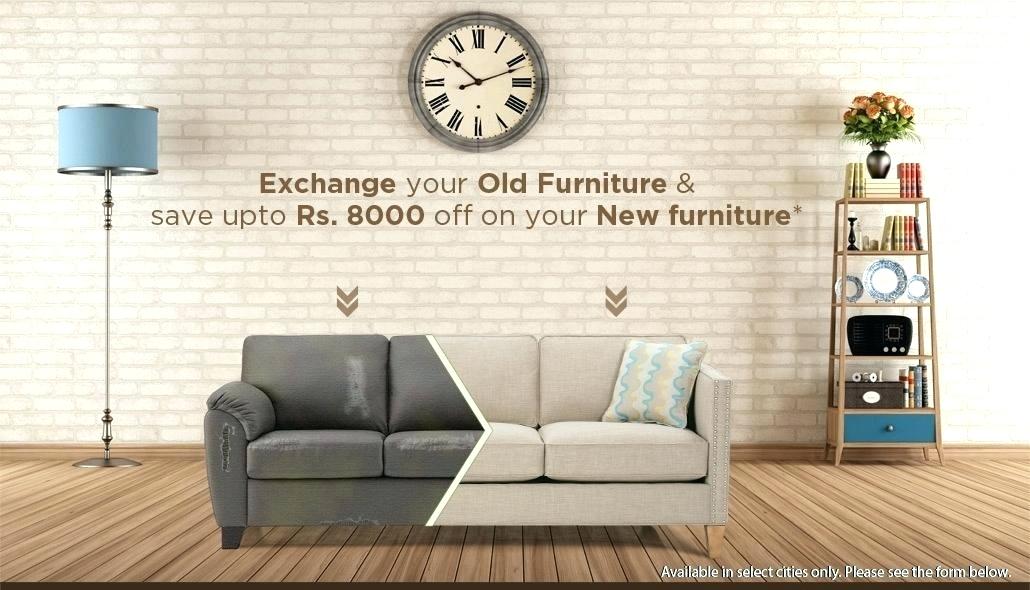 Exchange your Old Furniture &
save upto Rs. 8000 off on your New furniture*
Available in select cities only. Please see the form below.